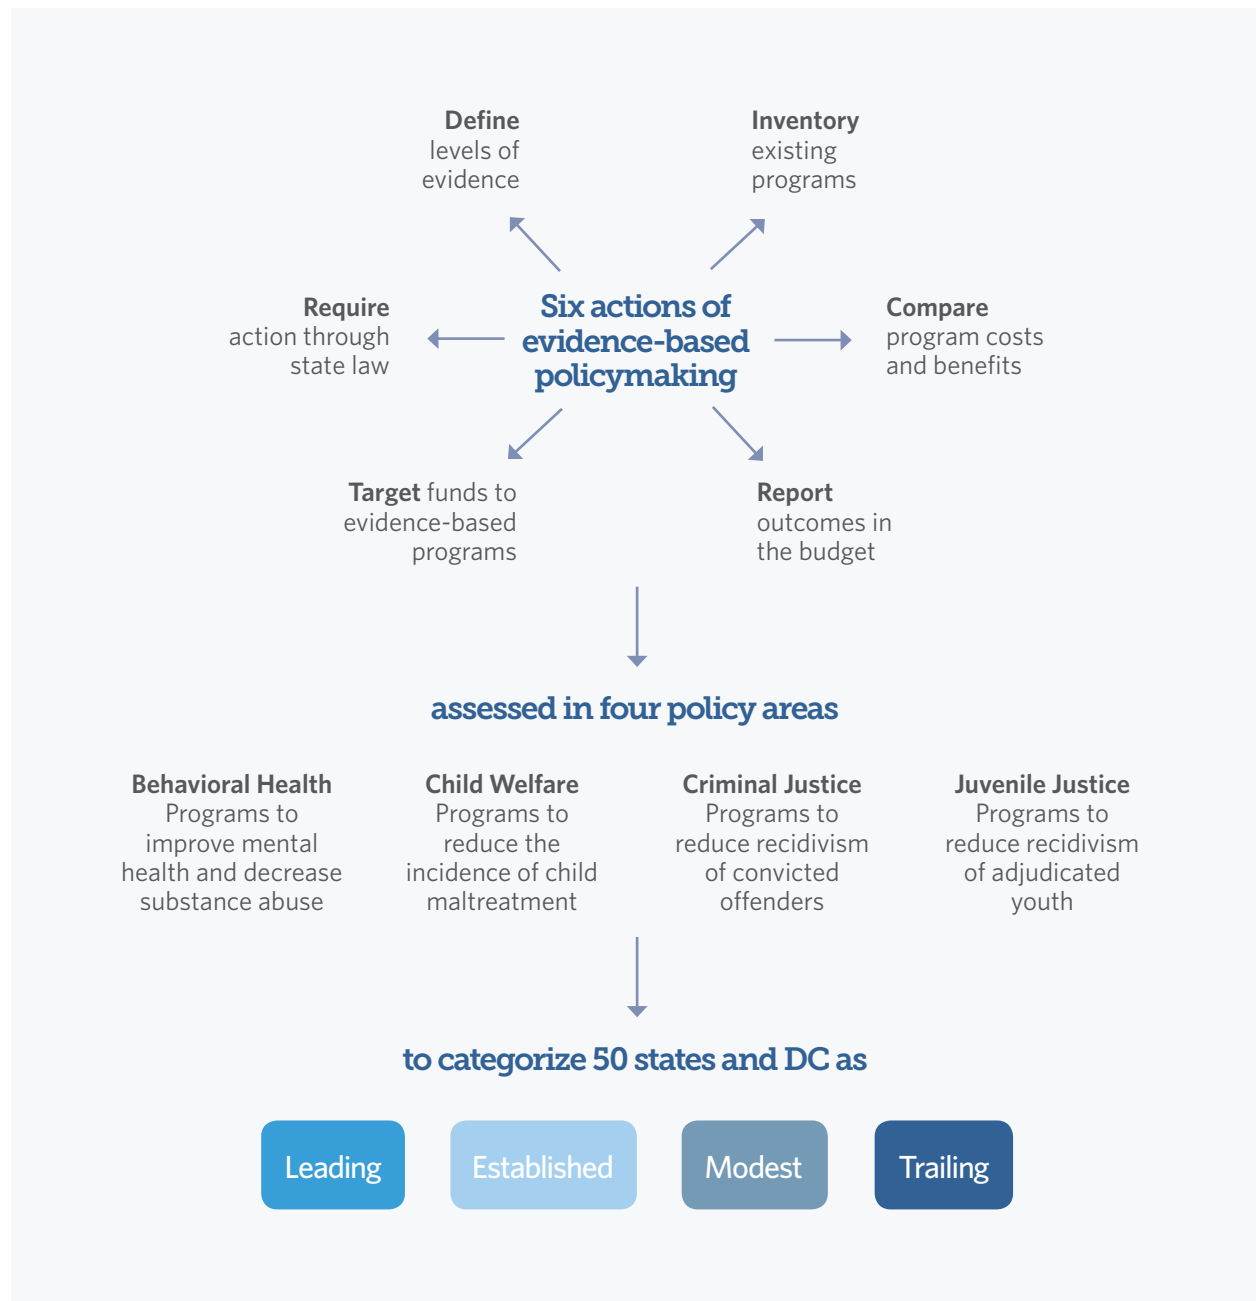 Define
levels of
evidence
Inventory
existing
programs
Require
action through
state law
Six actions of
evidence-based
policymaking
Compare
program costs
and benefits
Target funds to
evidence-based
programs
Report
outcomes in
the budget
assessed in four policy areas
Behavioral Health
Programs to
improve mental
health and decrease
substance abuse
Child Welfare
Programs to
reduce the
incidence of child
maltreatment
Criminal Justice
Programs to
reduce recidivism
of convicted
offenders
Juvenile Justice
Programs to
reduce recidivism
of adjudicated
youth
to categorize 50 states and DC as
Leading
Established
Modest
Trailing